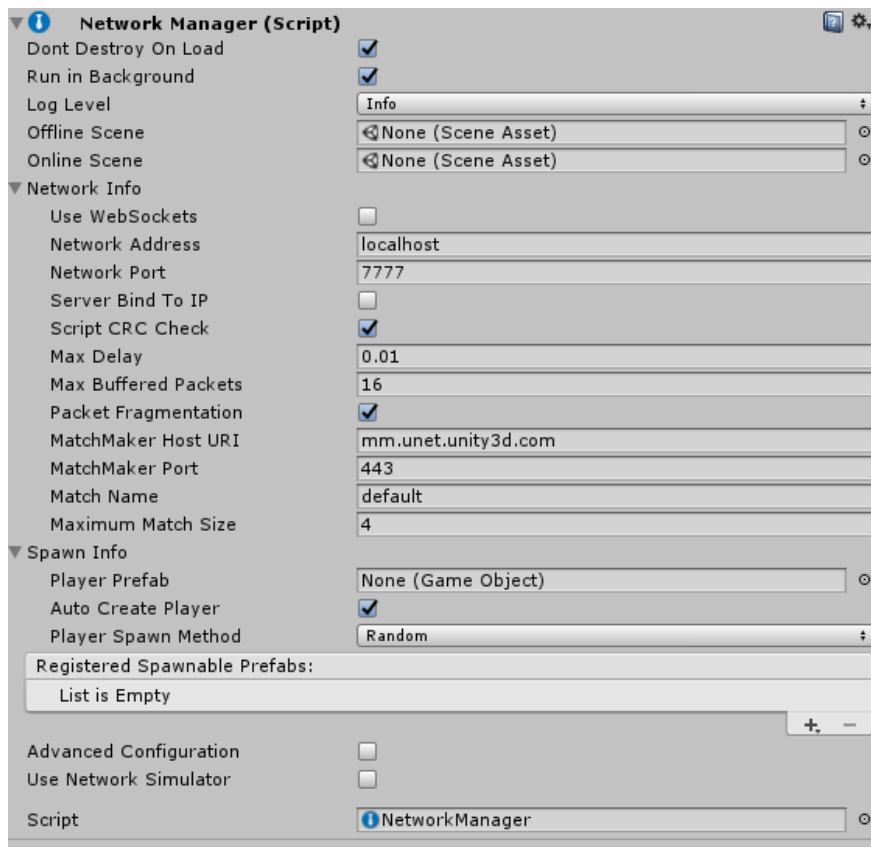 Network Manager (Script)
Dont Destroy On Load
Run in Background
Log Level Info
Offline Scene None (Scene Asset)
Online Scene None (Scene Asset)
Network Info
Use WebSockets
Network Address localhost
Network Port 7777
Server Bind To IP
Script CRC Check
Max Delay 0.01
Max Buffered Packets 16
Packet Fragmentation
MatchMaker Host URI mm.unet.unity3d.com
MatchMaker Port 443
Match Name default
Maximum Match Size 4
Spawn Info
Player Prefab None (Game Object)
Auto Create Player
Player Spawn Method Random
Registered Spawnable Prefabs:
List is Empty
Advanced Configuration
Use Network Simulator
Script NetworkManager